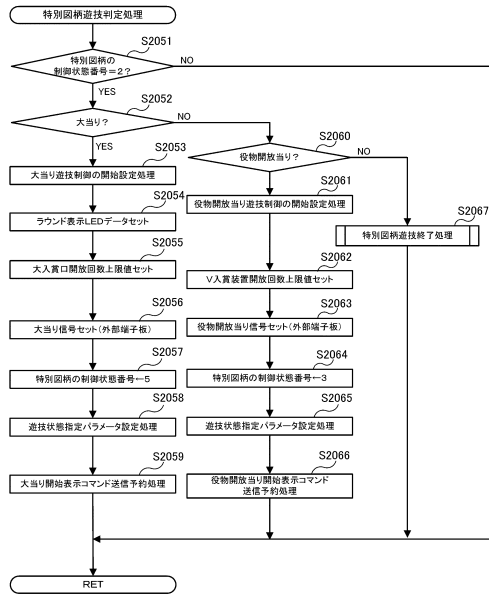 特別図柄遊技判定処理
S2051
特別図柄の
制御状態番号=2?
NO
YES
S2052
大当り?
NO
YES
S2053
大当り遊技制御の開始設定処理
S2054
ラウンド表示LEDデータセット
S2055
大入賞口開放回数上限値セット
S2056
大当り信号セット(外部端子板)
S2057
特別図柄の制御状態番号←5
S2058
遊技状態指定パラメータ設定処理
S2059
大当り開始表示コマンド送信予約処理
S2060
役物開放当り?
NO
YES
S2061
役物開放当り遊技制御の開始設定処理
S2062
V入賞装置開放回数上限値セット
S2063
役物開放当り信号セット(外部端子板)
S2064
特別図柄の制御状態番号←3
S2065
遊技状態指定パラメータ設定処理
S2066
役物開放当り開始表示コマンド
送信予約処理
S2067
特別図柄遊技終了処理
RET